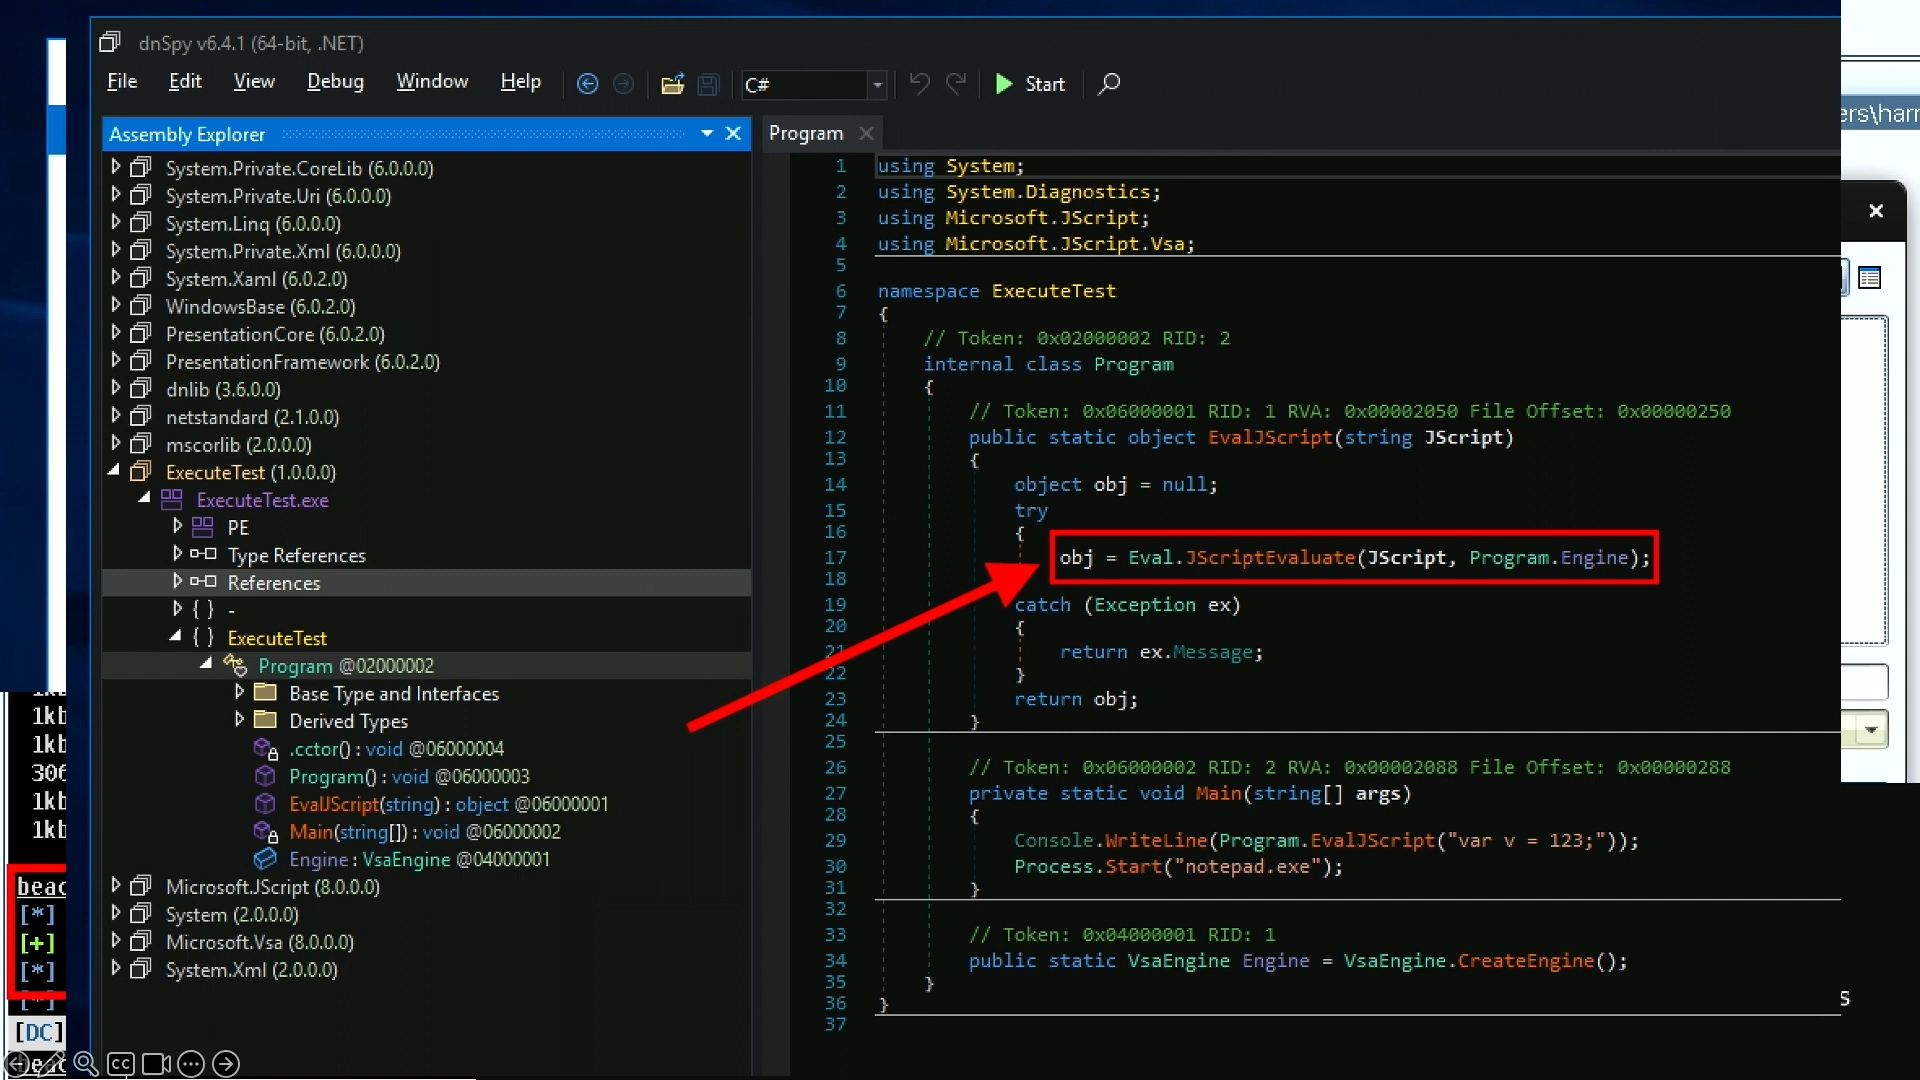 dnSpy v6.4.1 (64-bit, .NET)
File Edit View Debug Window Help C# Start
Assembly Explorer
System.Private.CoreLib (6.0.0.0)
System.Private.Uri (6.0.0.0)
System.Linq (6.0.0.0)
System.Private.Xml (6.0.0.0)
System.Xaml (6.0.2.0)
WindowsBase (6.0.2.0)
PresentationCore (6.0.2.0)
PresentationFramework (6.0.2.0)
dnlib (3.6.0.0)
netstandard (2.1.0.0)
mscorlib (2.0.0.0)
ExecuteTest (1.0.0.0)
ExecuteTest.exe
PE
Type References
References
{ } -
{ } ExecuteTest
Program @02000002
Base Type and Interfaces
Derived Types
.cctor() : void @06000004
Program() : void @06000003
EvalJScript(string) : object @06000001
Main(string[]) : void @06000002
Engine : VsaEngine @04000001
Microsoft.JScript (8.0.0.0)
System (2.0.0.0)
Microsoft.Vsa (8.0.0.0)
System.Xml (2.0.0.0)
Program
1 using System;
2 using System.Diagnostics;
3 using Microsoft.JScript;
4 using Microsoft.JScript.Vsa;
5
6 namespace ExecuteTest
7 {
8 // Token: 0x02000002 RID: 2
9 internal class Program
10 {
11 // Token: 0x06000001 RID: 1 RVA: 0x00002050 File Offset: 0x00000250
12 public static object EvalJScript(string JScript)
13 {
14 object obj = null;
15 try
16 {
17 obj = Eval.JScriptEvaluate(JScript, Program.Engine);
18
19 catch (Exception ex)
20 {
21 return ex.Message;
22 }
23 return obj;
24 }
25
26 // Token: 0x06000002 RID: 2 RVA: 0x00002088 File Offset: 0x00000288
27 private static void Main(string[] args)
28 {
29 Console.WriteLine(Program.EvalJScript("var v = 123;"));
30 Process.Start("notepad.exe");
31 }
32
33 // Token: 0x04000001 RID: 1
34 public static VsaEngine Engine = VsaEngine.CreateEngine();
35 }
36 }
37
ers\harr
1kb
1kb
306
1kb
1kb
beac
[*]
[+]
[*]
[*]
[DC]
beac
CC
s